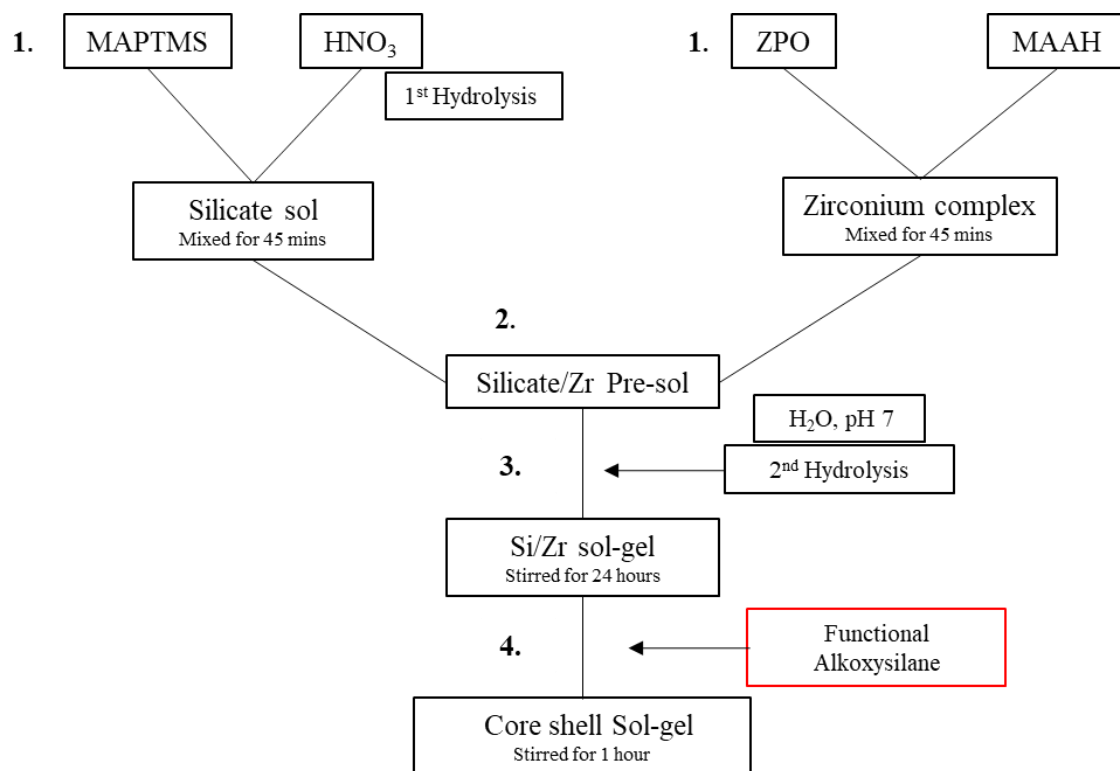 1.
MAPTMS
HNO₃
1st Hydrolysis
1.
ZPO
MAAH
Silicate sol
Mixed for 45 mins
Zirconium complex
Mixed for 45 mins
2.
Silicate/Zr Pre-sol
H₂O, pH 7
3.
2nd Hydrolysis
Si/Zr sol-gel
Stirred for 24 hours
4.
Functional
Alkoxysilane
Core shell Sol-gel
Stirred for 1 hour